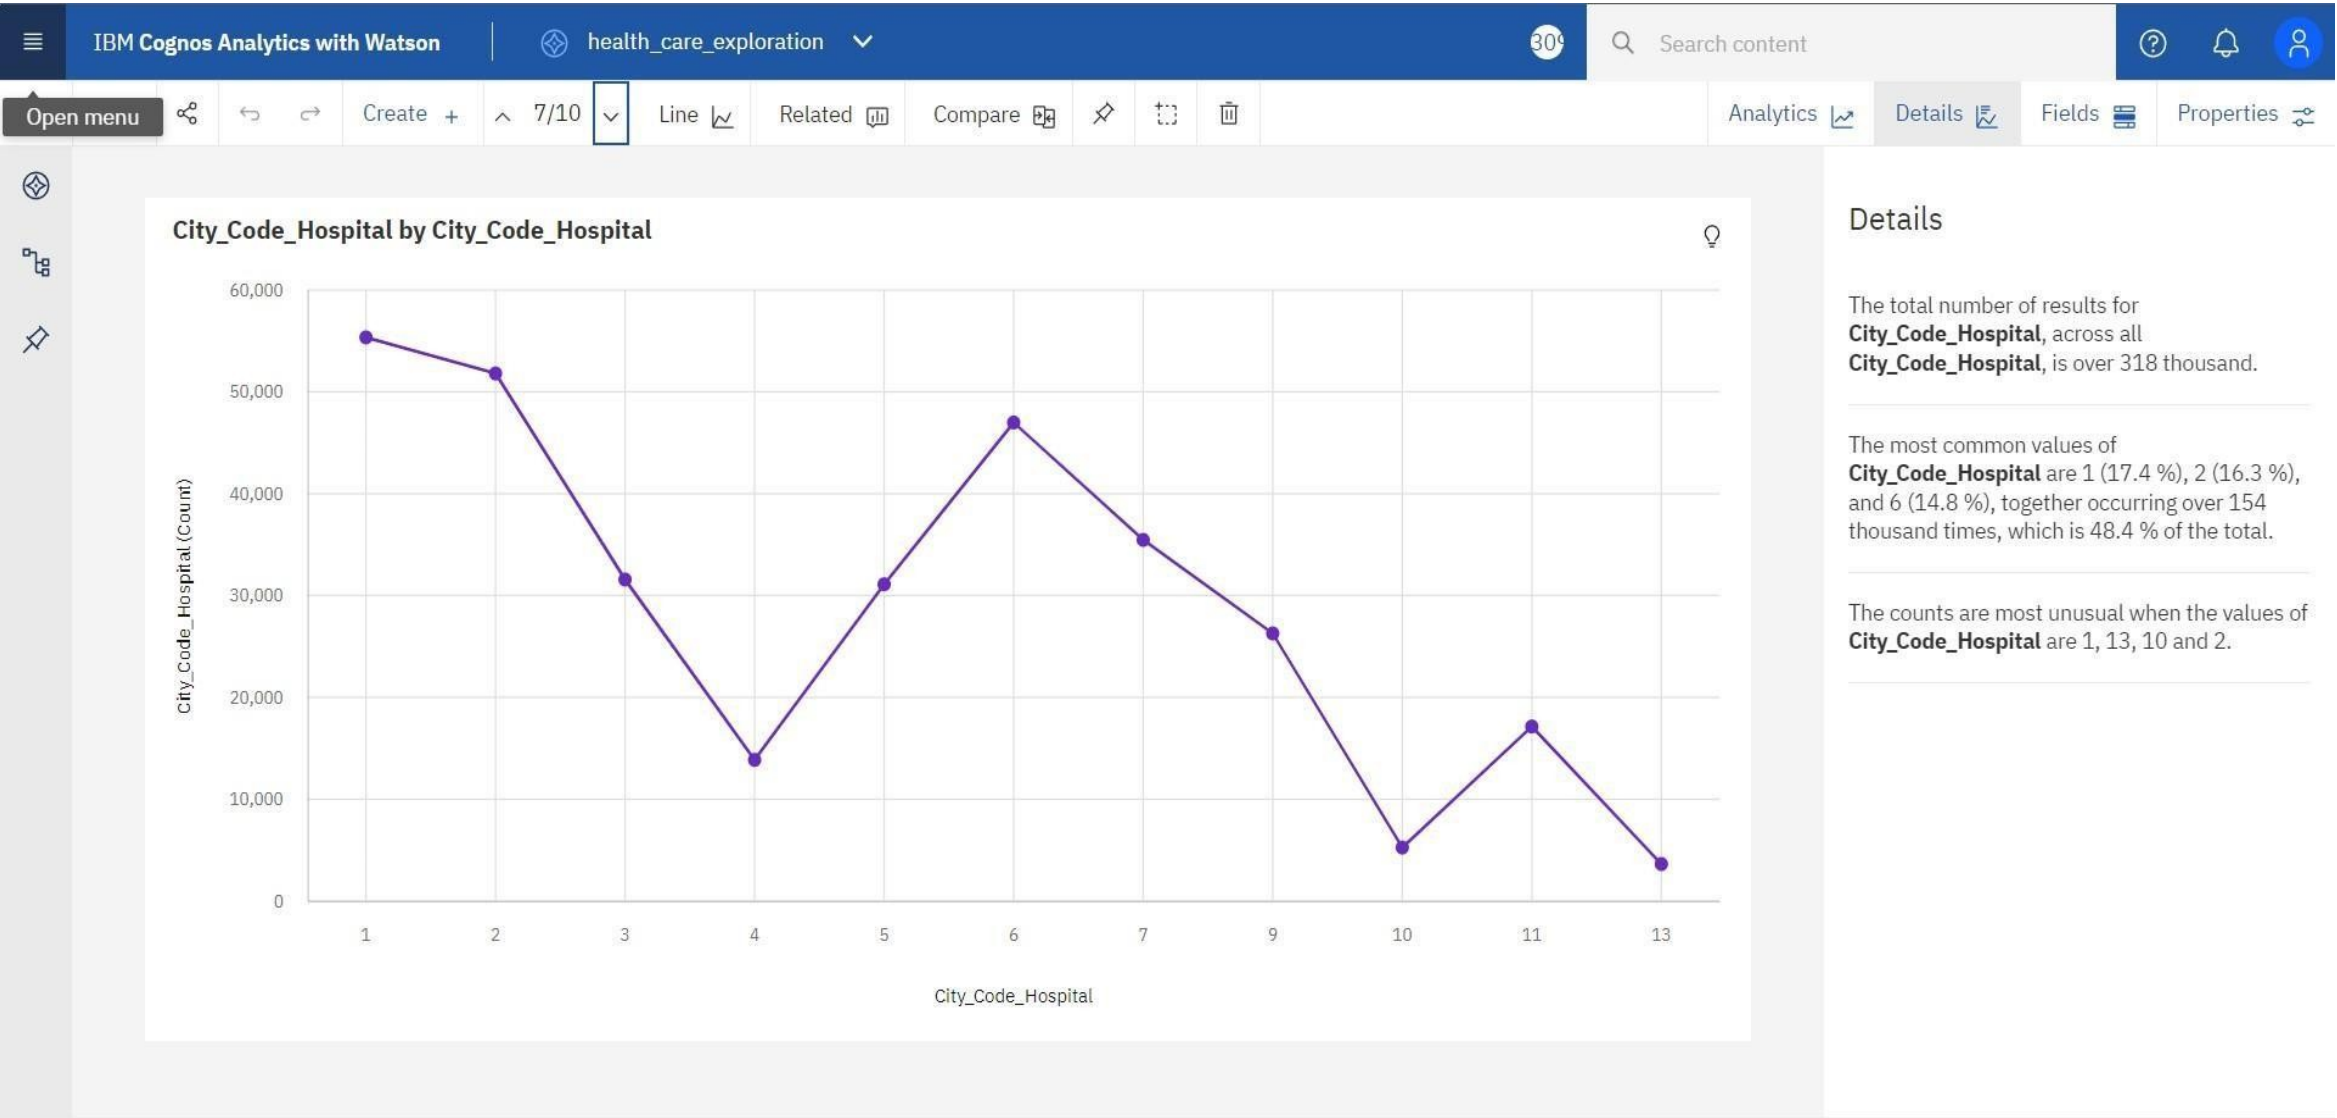 IBM Cognos Analytics with Watson
health_care_exploration
30
Search content
Open menu
Create +
7/10
Line
Related
Compare
Analytics
Details
Fields
Properties
City_Code_Hospital by City_Code_Hospital
60,000
50,000
40,000
30,000
20,000
10,000
0
City_Code_Hospital (Count)
1 2 3 4 5 6 7 9 10 11 13
City_Code_Hospital
Details
The total number of results for
City_Code_Hospital, across all
City_Code_Hospital, is over 318 thousand.
The most common values of
City_Code_Hospital are 1 (17.4 %), 2 (16.3 %),
and 6 (14.8 %), together occurring over 154
thousand times, which is 48.4 % of the total.
The counts are most unusual when the values of
City_Code_Hospital are 1, 13, 10 and 2.